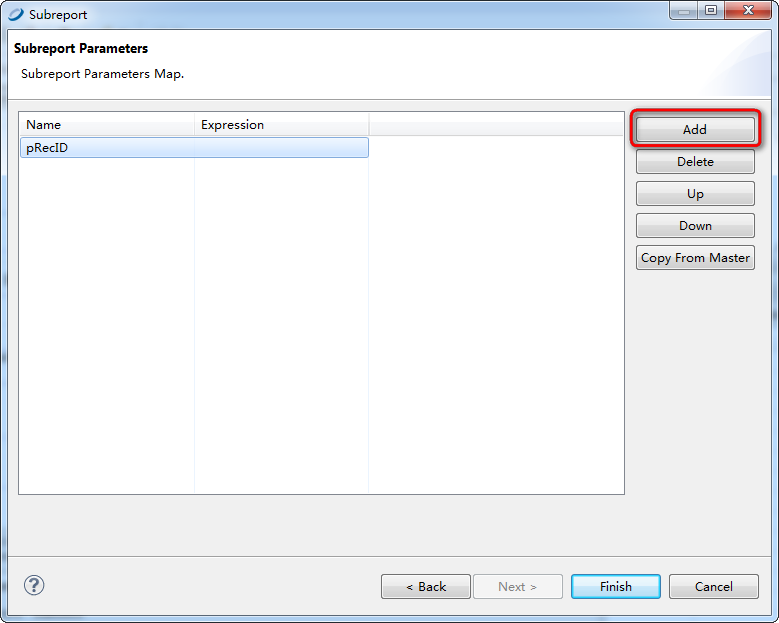 Subreport
Subreport Parameters
Subreport Parameters Map.
Name Expression
pRecID
Add
Delete
Up
Down
Copy From Master
? < Back Next > Finish Cancel